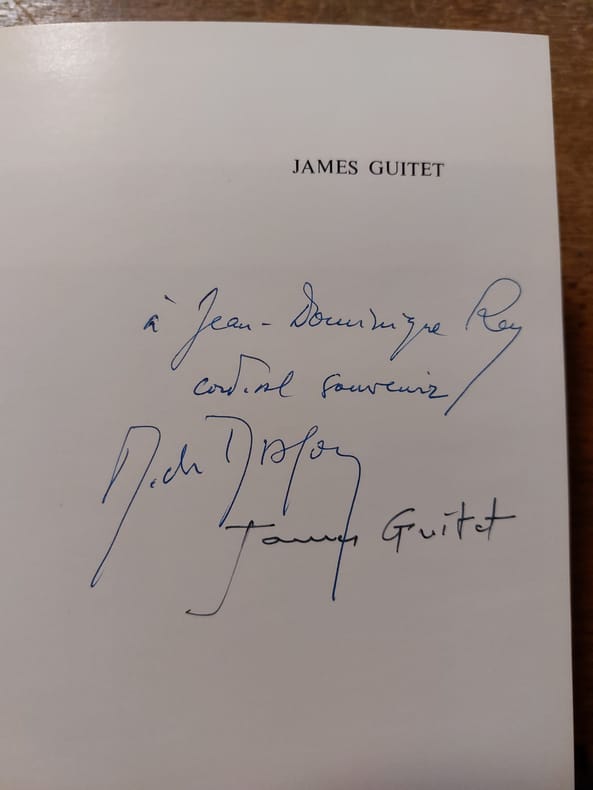 JAMES GUITET
à Jean-Dominique Rey
cordial souvenir
James Guitet